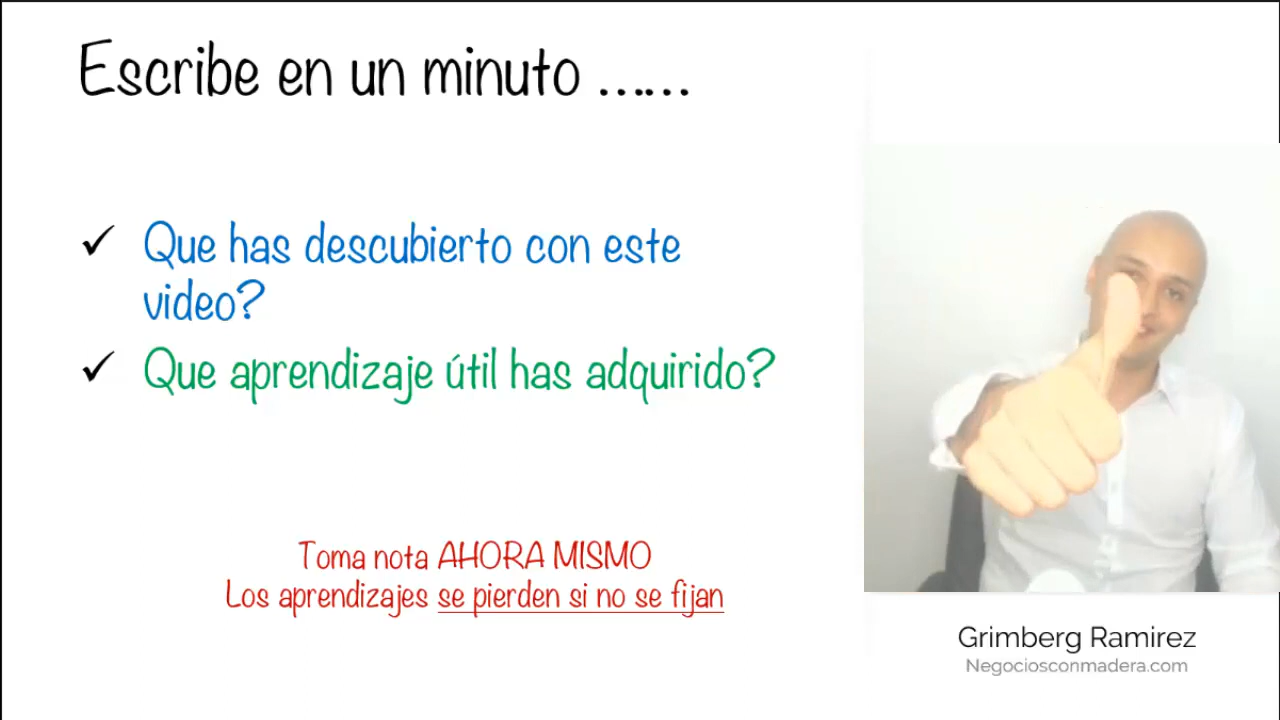 Escribe en un minuto ......
✓ Que has descubierto con este
video?
✓ Que aprendizaje útil has adquirido?
Toma nota AHORA MISMO
Los aprendizajes se pierden si no se fijan
Grimberg Ramirez
Negociosconmadera.com